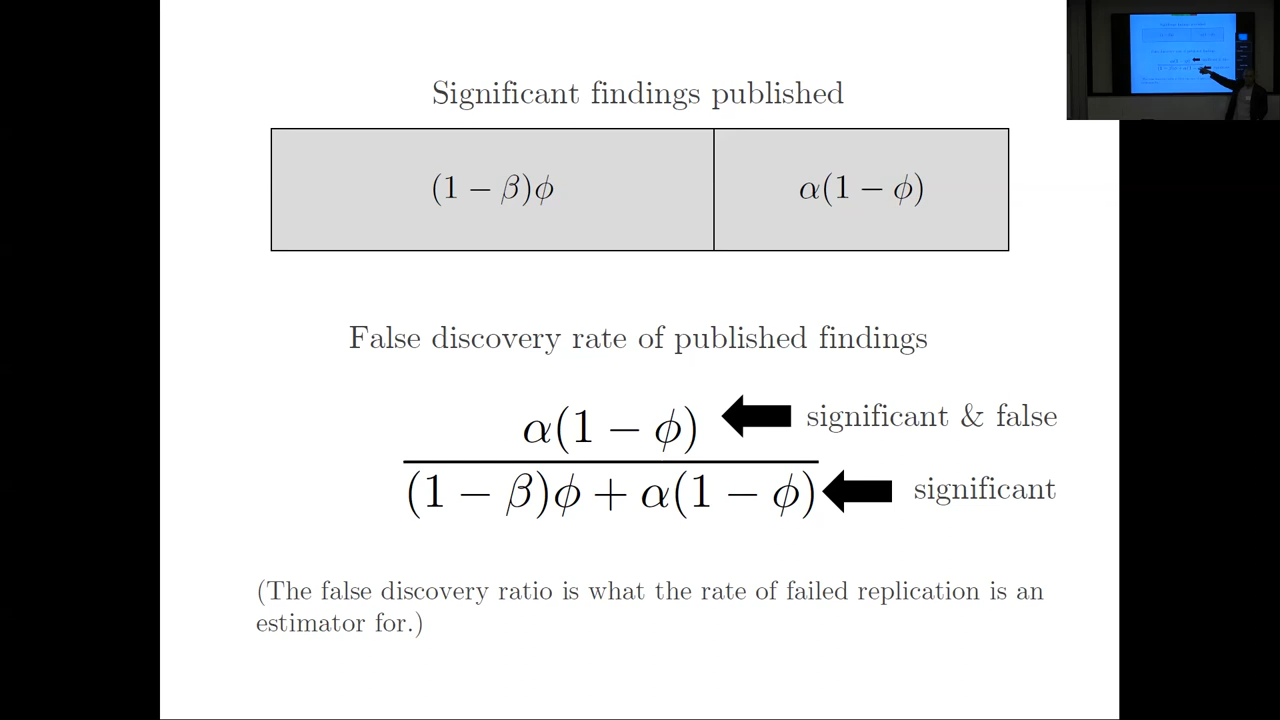 Significant findings published
(1 − β)ϕ
α(1 − ϕ)
False discovery rate of published findings
α(1 − ϕ)
significant & false
(1 − β)ϕ + α(1 − ϕ)
significant
(The false discovery ratio is what the rate of failed replication is an
estimator for.)